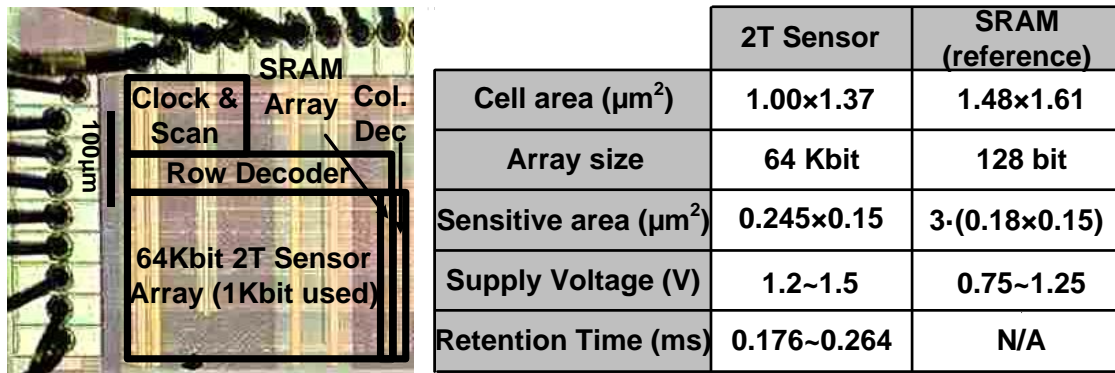 SRAM
Array
Clock &
Scan
Col.
Dec
100µm
Row Decoder
64Kbit 2T Sensor
Array (1Kbit used)
2T Sensor
SRAM
(reference)
Cell area (µm²)
1.00×1.37
1.48×1.61
Array size
64 Kbit
128 bit
Sensitive area (µm²)
0.245×0.15
3·(0.18×0.15)
Supply Voltage (V)
1.2~1.5
0.75~1.25
Retention Time (ms)
0.176~0.264
N/A